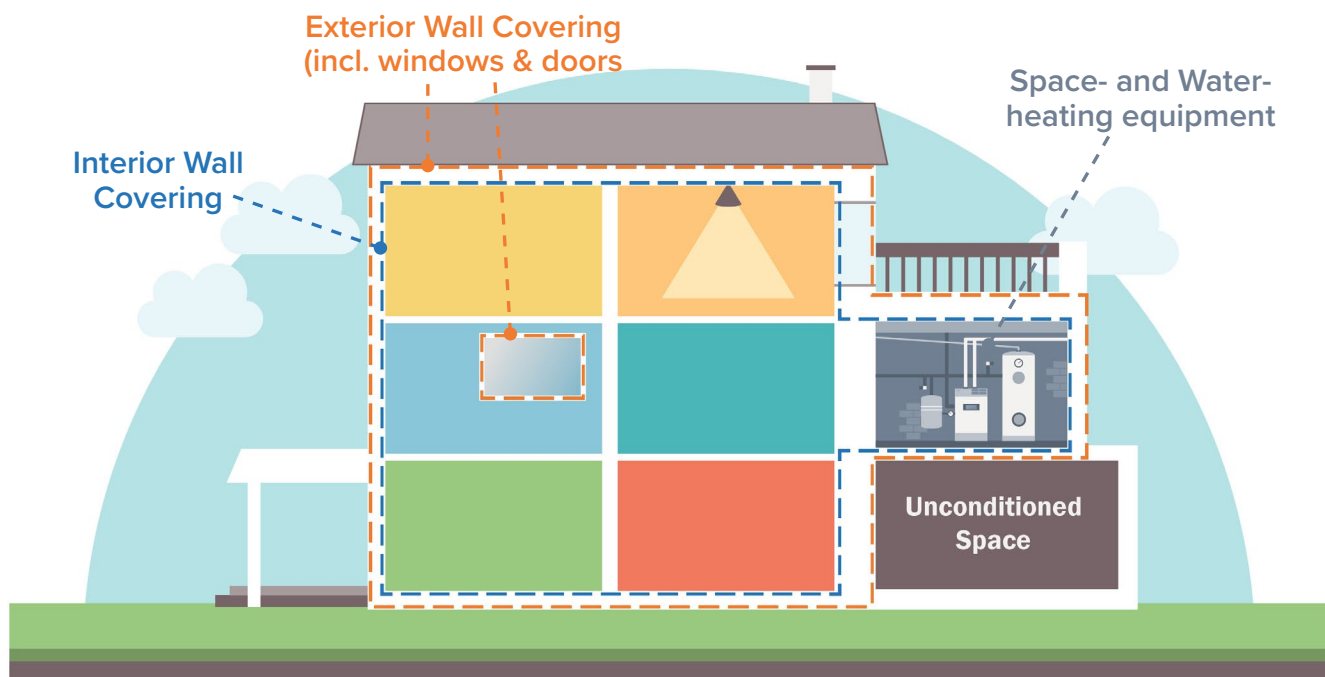 Exterior Wall Covering
(incl. windows & doors
Space- and Water-
heating equipment
Interior Wall
Covering
Unconditioned
Space